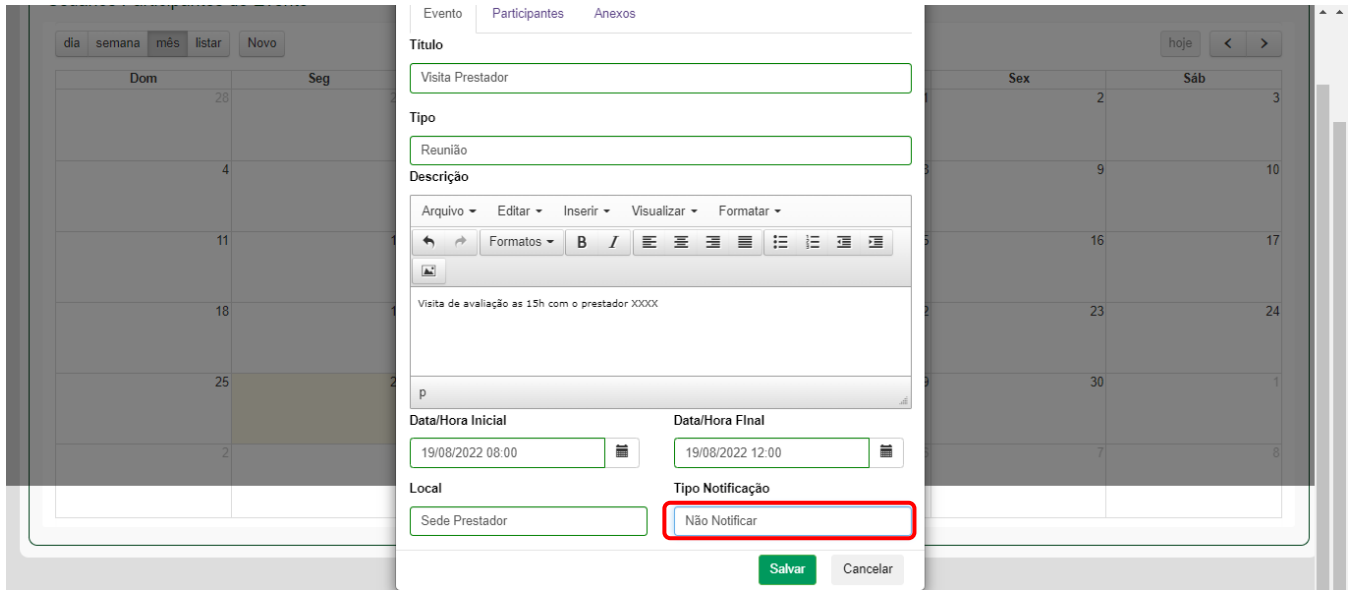 Evento Participantes Anexos
dia semana mês listar Novo
hoje
Título
Dom Seg Sex Sáb
Visita Prestador
28 2 3
Tipo
Reunião
4 9 10
Descrição
Arquivo Editar Inserir Visualizar Formatar
11 16 17
Formatos B I
Visita de avaliação as 15h com o prestador XXXX
18 23 24
25 30 1
p
Data/Hora Inicial Data/Hora FInal
19/08/2022 08:00 19/08/2022 12:00
2 7 8
Local Tipo Notificação
Sede Prestador Não Notificar
Salvar Cancelar